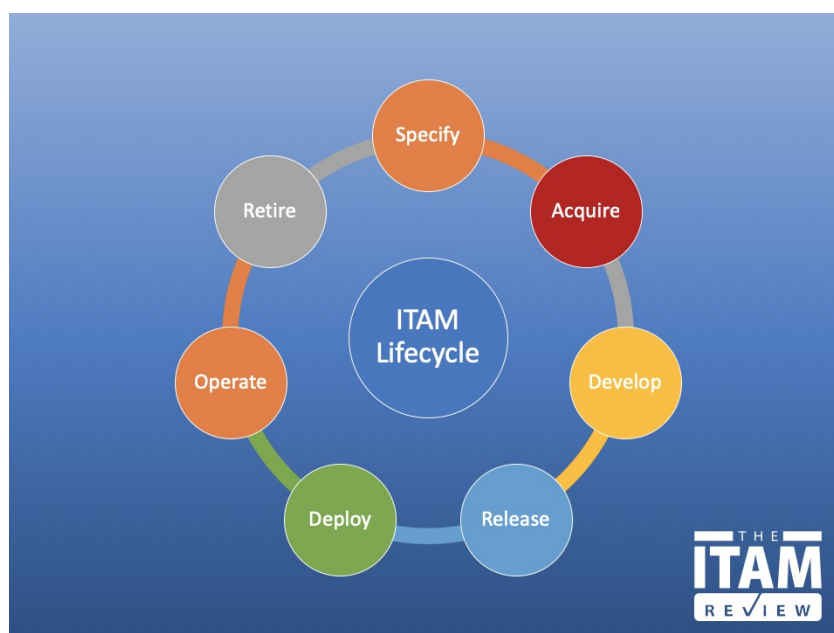 Specify
Acquire
Develop
Release
Deploy
Operate
Retire
ITAM
Lifecycle
THE
ITAM
REVIEW